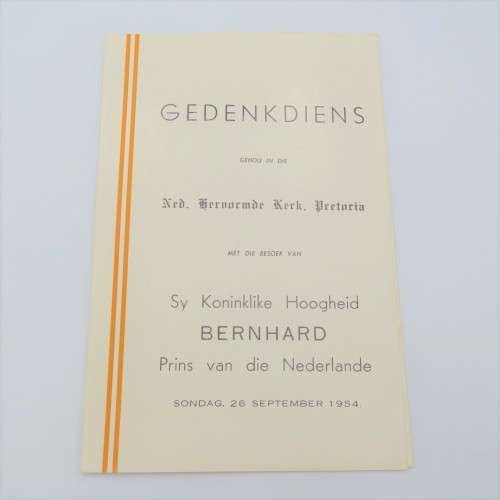 GEDENKDIENS
GEHOU IN DIE
Ned. Hervormde Kerk, Pretoria
MET DIE BESOEK VAN
Sy Koninklike Hoogheid
BERNHARD
Prins van die Nederlande
SONDAG, 26 SEPTEMBER 1954.